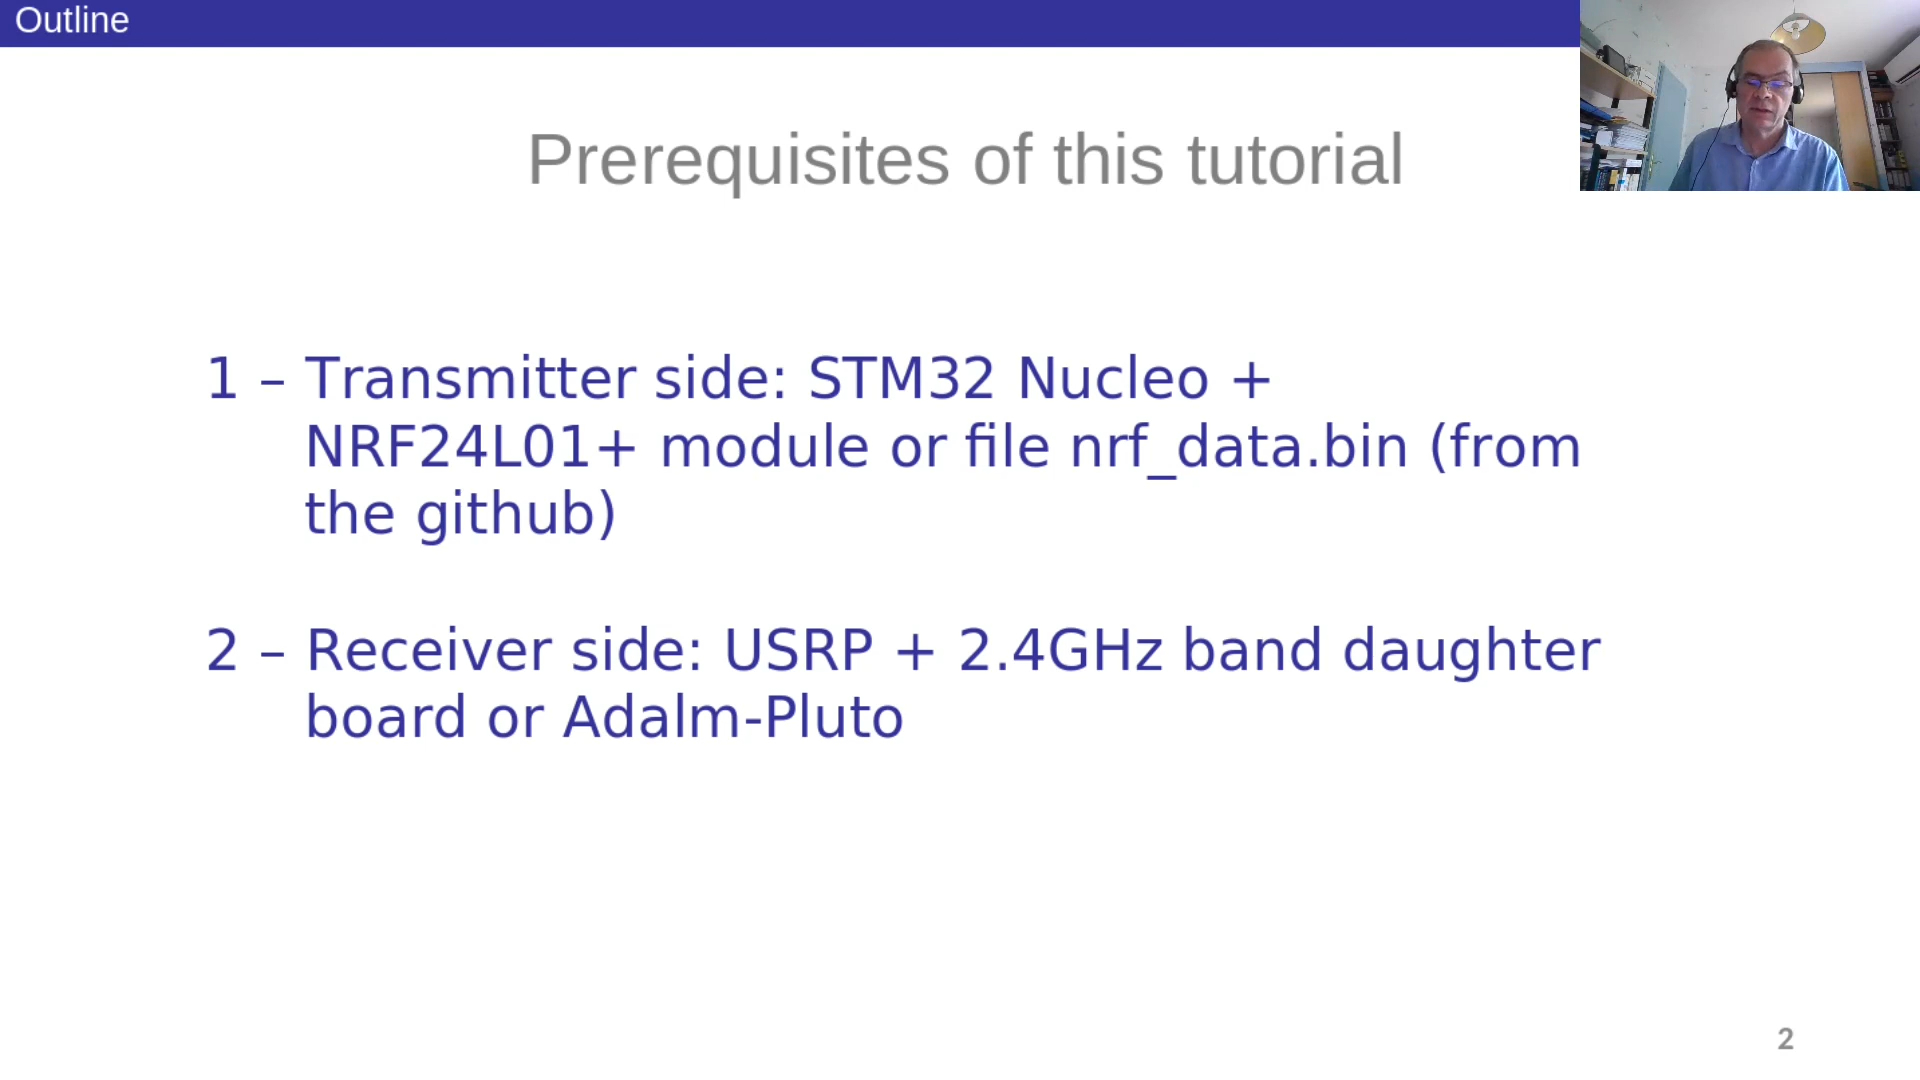 Outline
Prerequisites of this tutorial
1 – Transmitter side: STM32 Nucleo +
NRF24L01+ module or file nrf_data.bin (from
the github)
2 – Receiver side: USRP + 2.4GHz band daughter
board or Adalm-Pluto
2